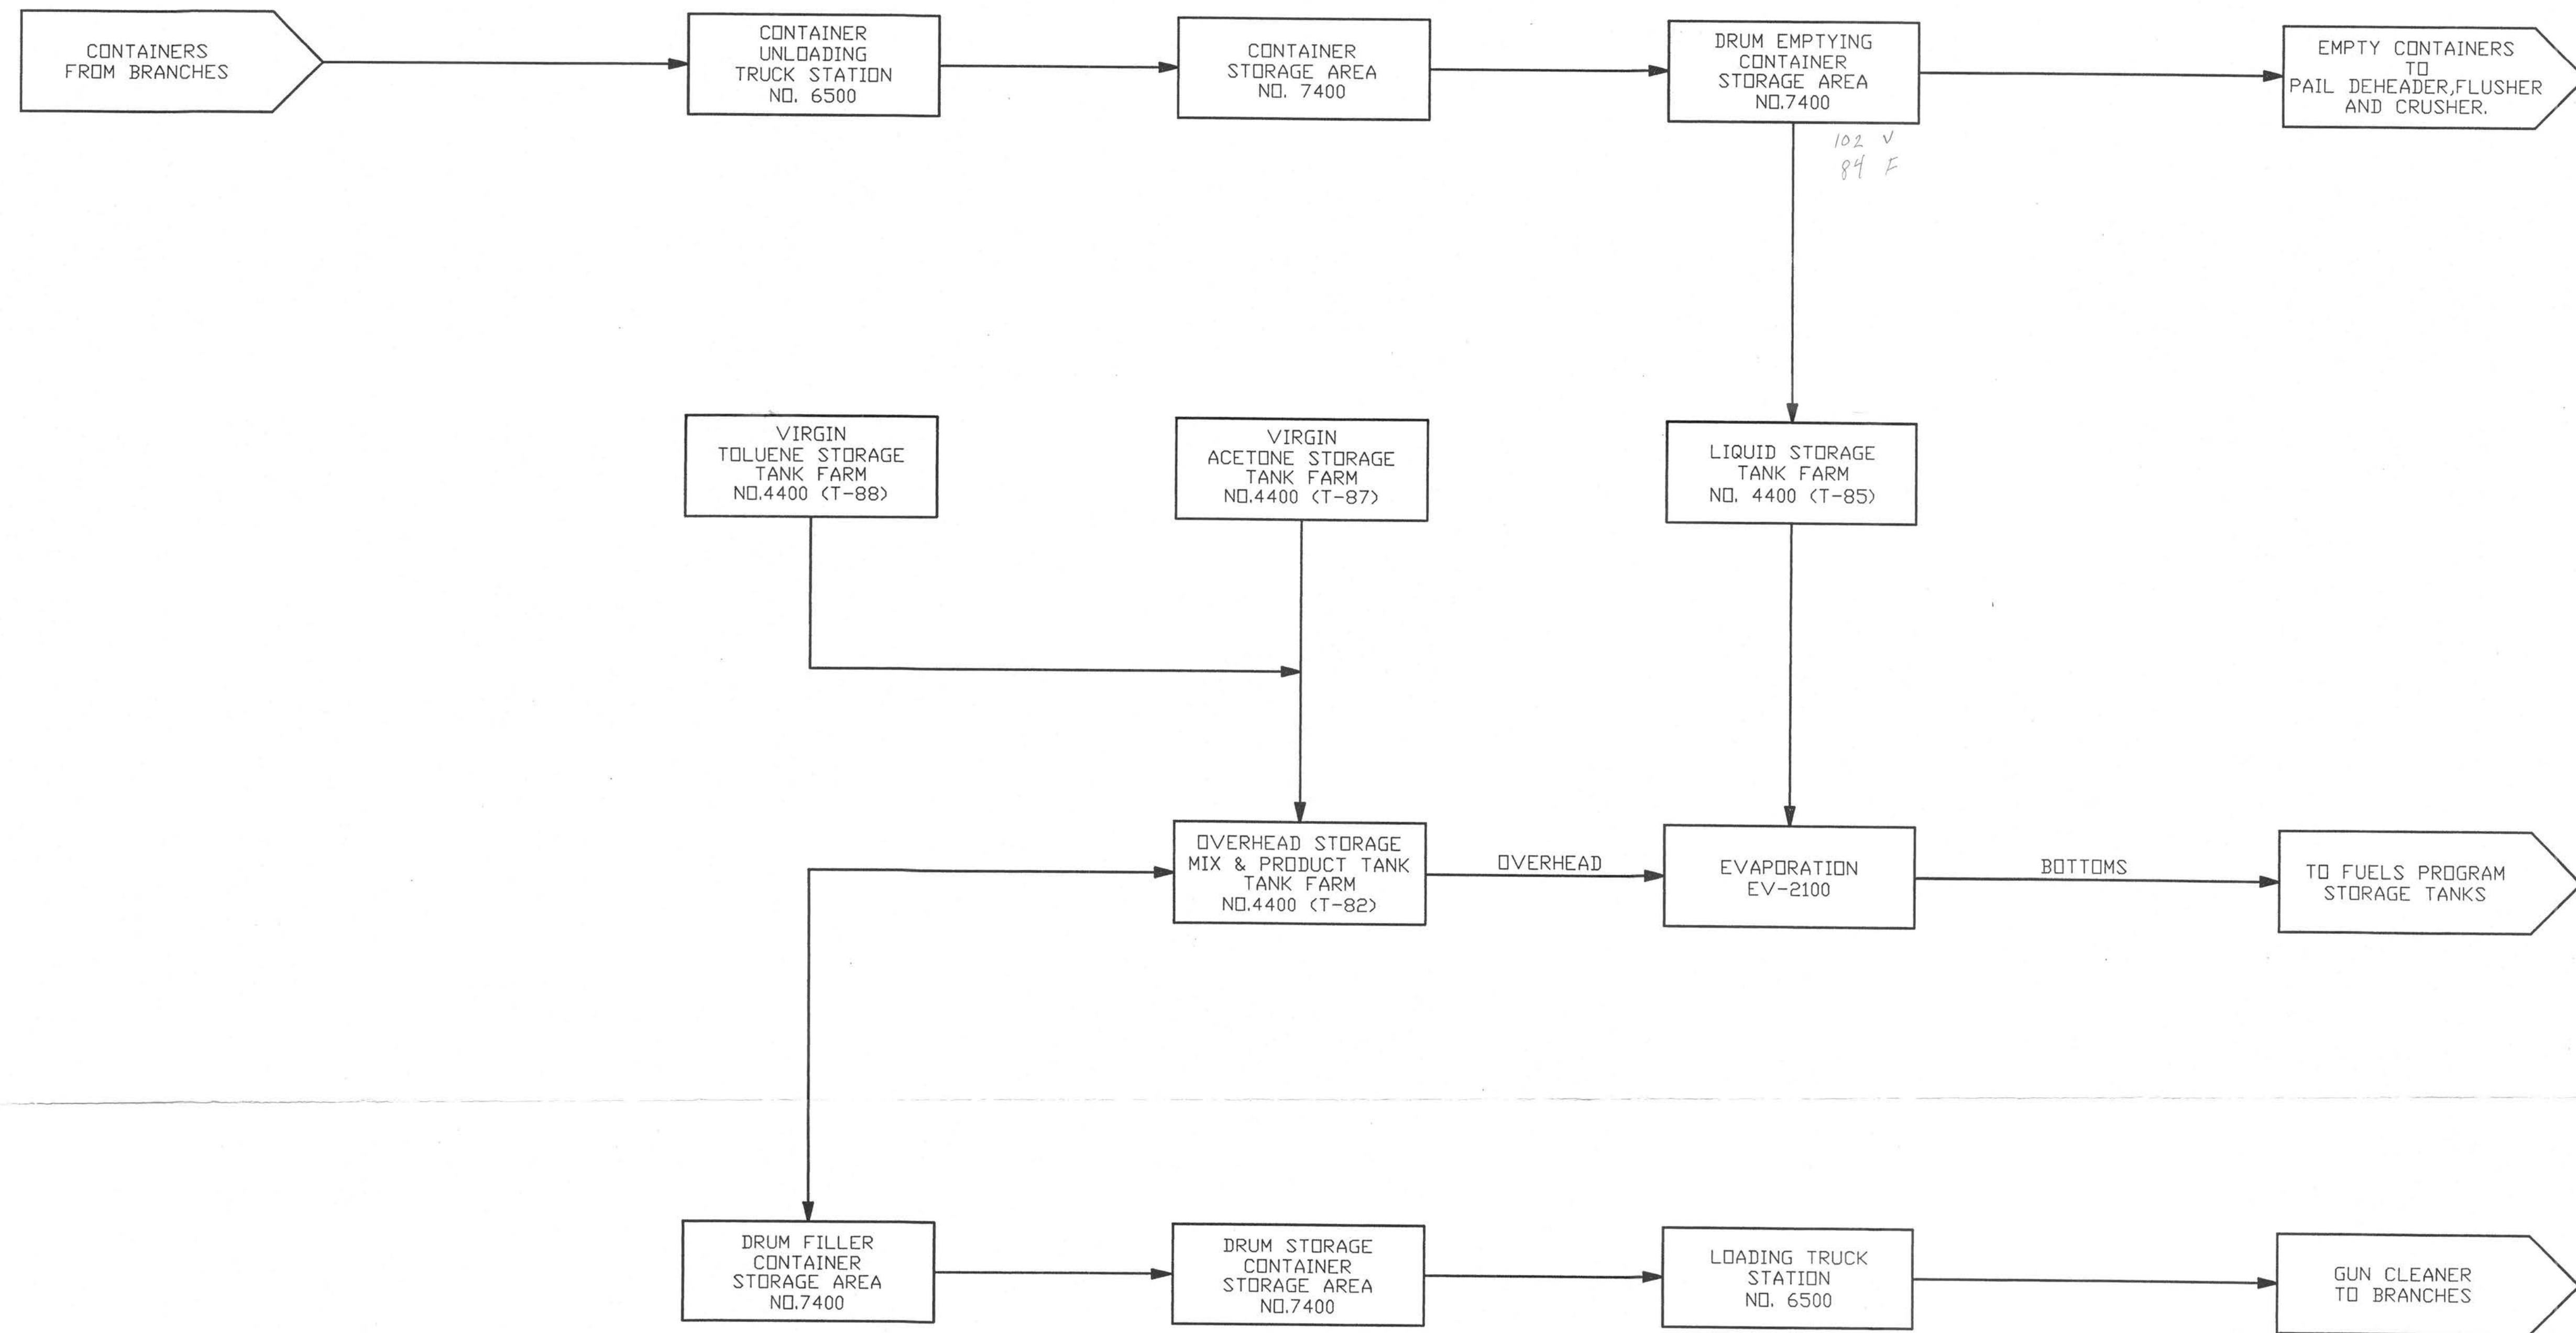 CONTAINERS
FROM BRANCHES
CONTAINER
UNLOADING
TRUCK STATION
NO. 6500
CONTAINER
STORAGE AREA
NO. 7400
DRUM EMPTYING
CONTAINER
STORAGE AREA
NO.7400
EMPTY CONTAINERS
TO
PAIL DEHEADER,FLUSHER
AND CRUSHER.
102 V
84 F
VIRGIN
TOLUENE STORAGE
TANK FARM
NO.4400 (T-88)
VIRGIN
ACETONE STORAGE
TANK FARM
NO.4400 (T-87)
LIQUID STORAGE
TANK FARM
NO. 4400 (T-85)
OVERHEAD STORAGE
MIX & PRODUCT TANK
TANK FARM
NO.4400 (T-82)
OVERHEAD
EVAPORATION
EV-2100
BOTTOMS
TO FUELS PROGRAM
STORAGE TANKS
DRUM FILLER
CONTAINER
STORAGE AREA
NO.7400
DRUM STORAGE
CONTAINER
STORAGE AREA
NO.7400
LOADING TRUCK
STATION
NO. 6500
GUN CLEANER
TO BRANCHES